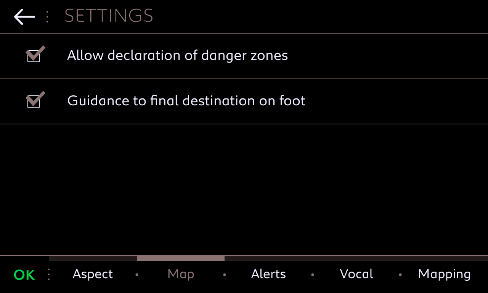 SETTINGS
Allow declaration of danger zones
Guidance to final destination on foot
OK Aspect Map Alerts Vocal Mapping